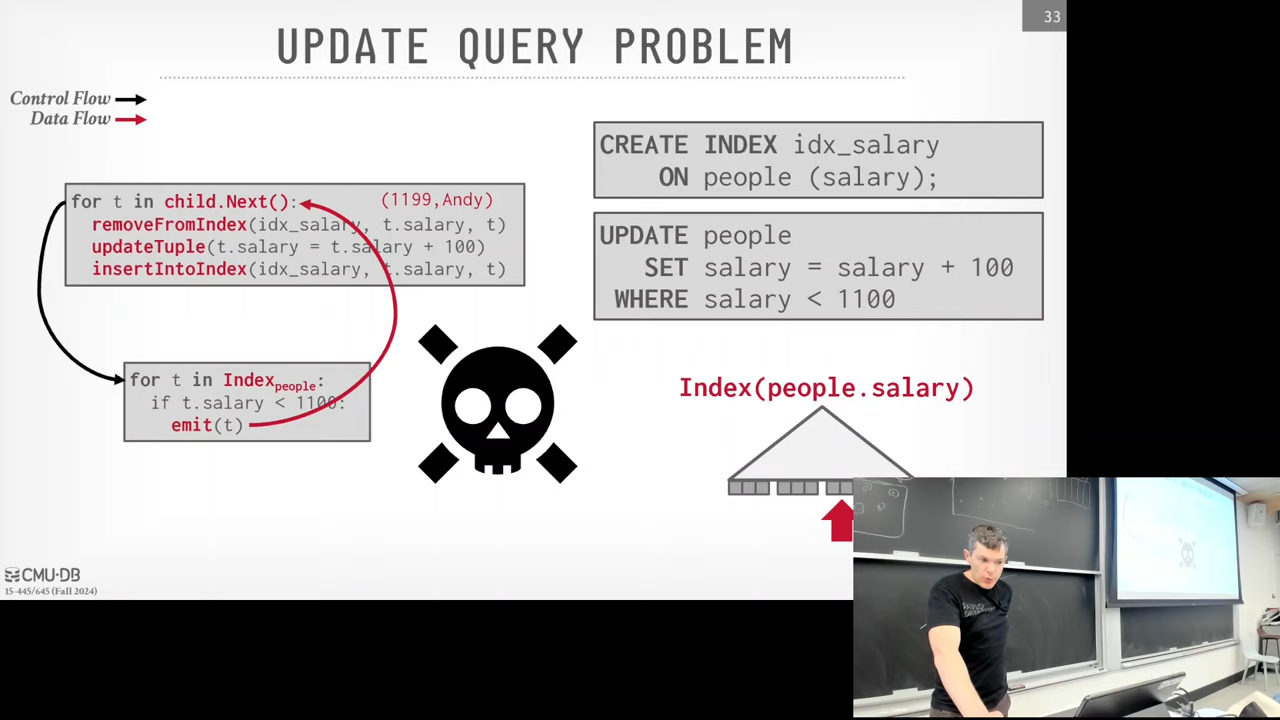 33
UPDATE QUERY PROBLEM
Control Flow
Data Flow
CREATE INDEX idx_salary
ON people (salary);
for t in child.Next(): (1199,Andy)
removeFromIndex(idx_salary, t.salary, t)
updateTuple(t.salary = t.salary + 100)
insertIntoIndex(idx_salary, t.salary, t)
UPDATE people
SET salary = salary + 100
WHERE salary < 1100
for t in Indexpeople:
if t.salary < 1100:
emit(t)
Index(people.salary)
CMU·DB
15-445/645 (Fall 2024)